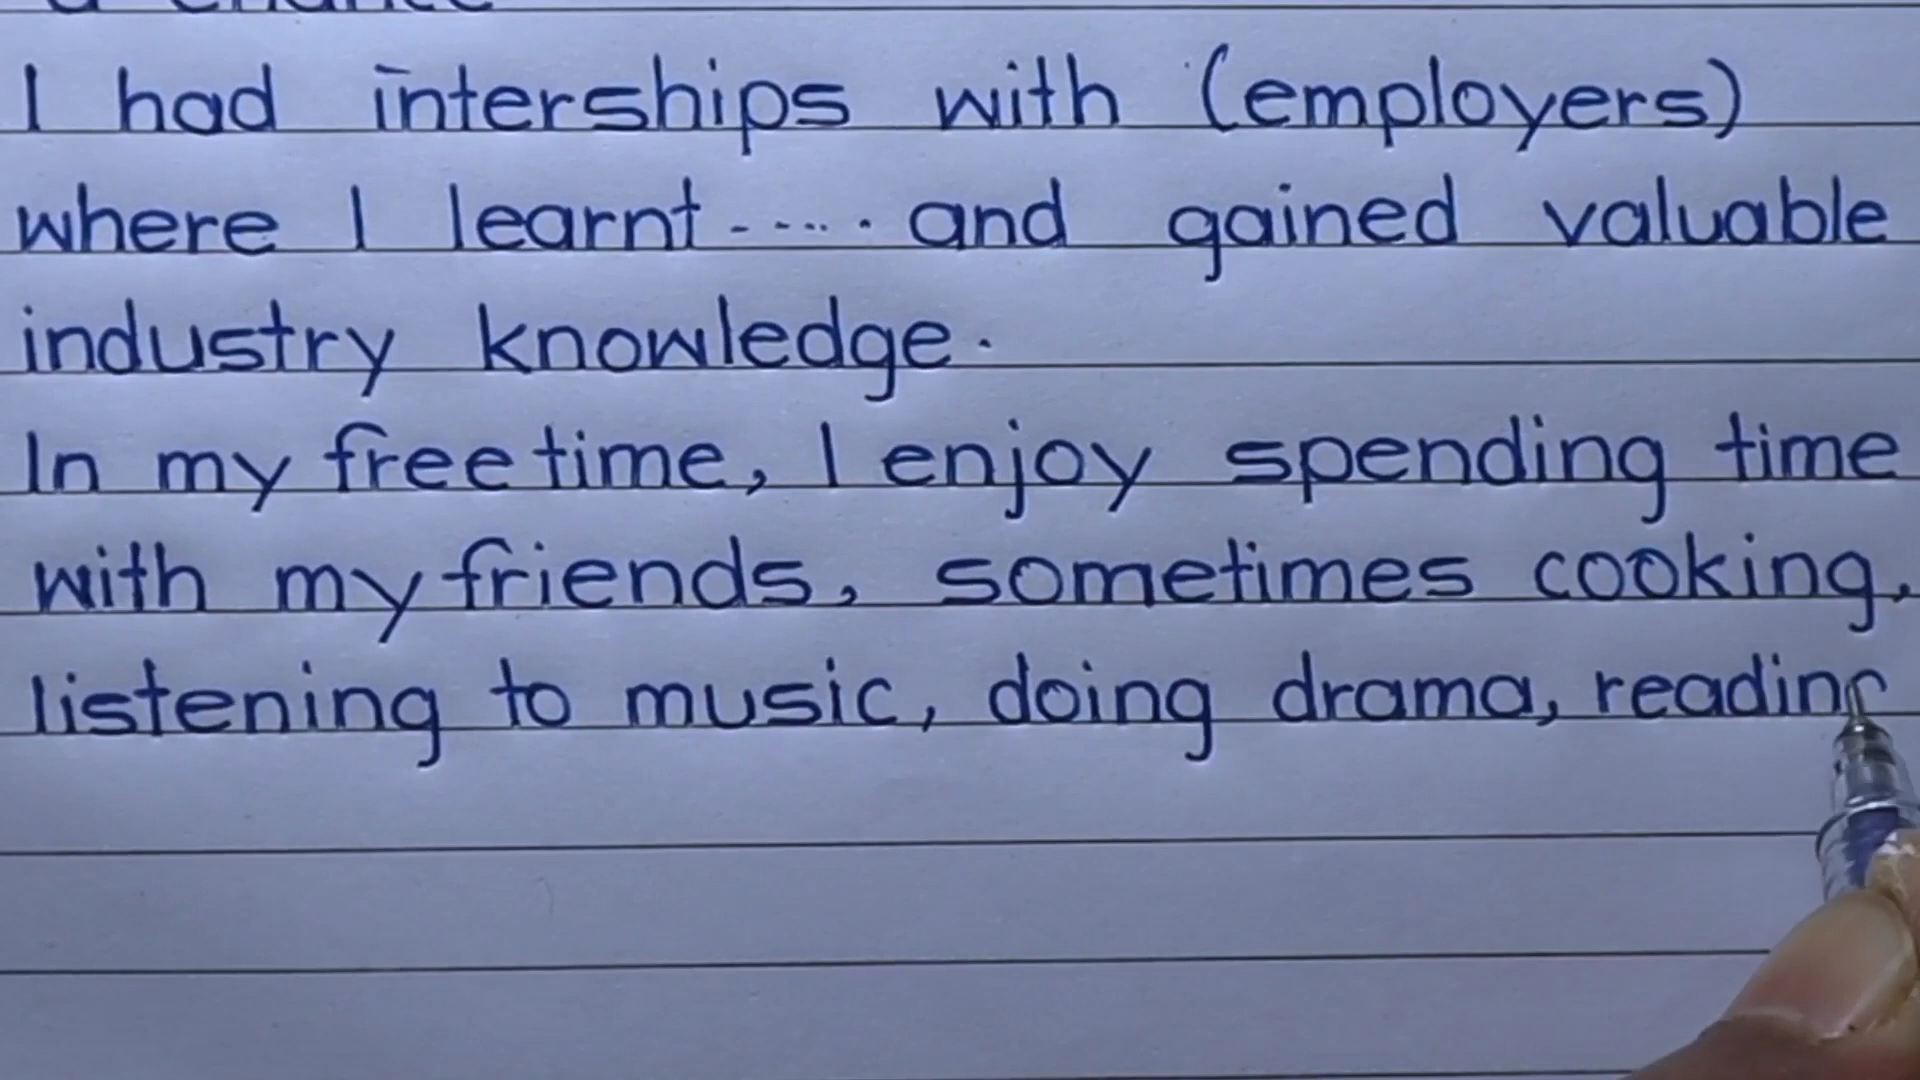 I had interships with (employers)
where I learnt ..... and gained valuable
industry knowledge.
In my free time, I enjoy spending time
with my friends, sometimes cooking,
listening to music, doing drama, reading